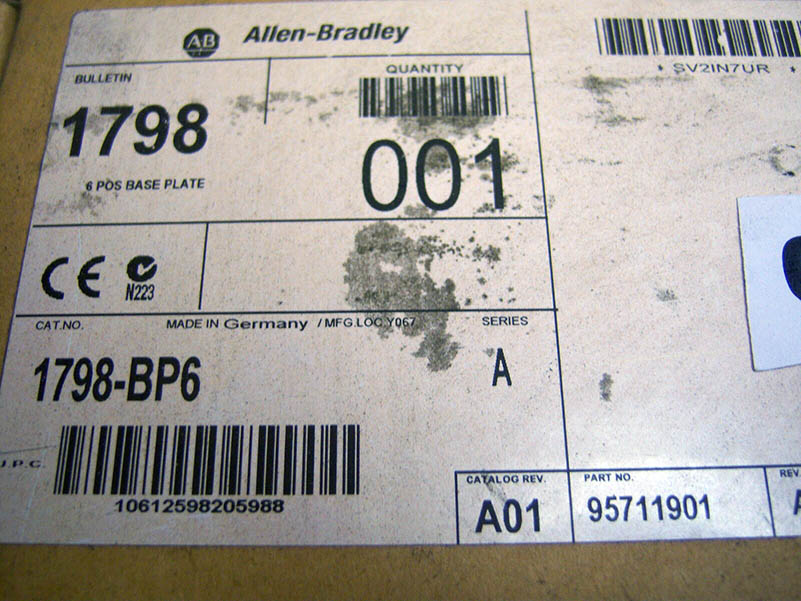 AB Allen-Bradley
BULLETIN
1798
6 POS BASE PLATE
QUANTITY
001
* SV2IN7UR *
CE
N223
CAT.NO.
MADE IN Germany / MFG.LOC.Y067
SERIES
1798-BP6
A
U.P.C.
10612598205988
CATALOG REV.
A01
PART NO.
95711901
REV.